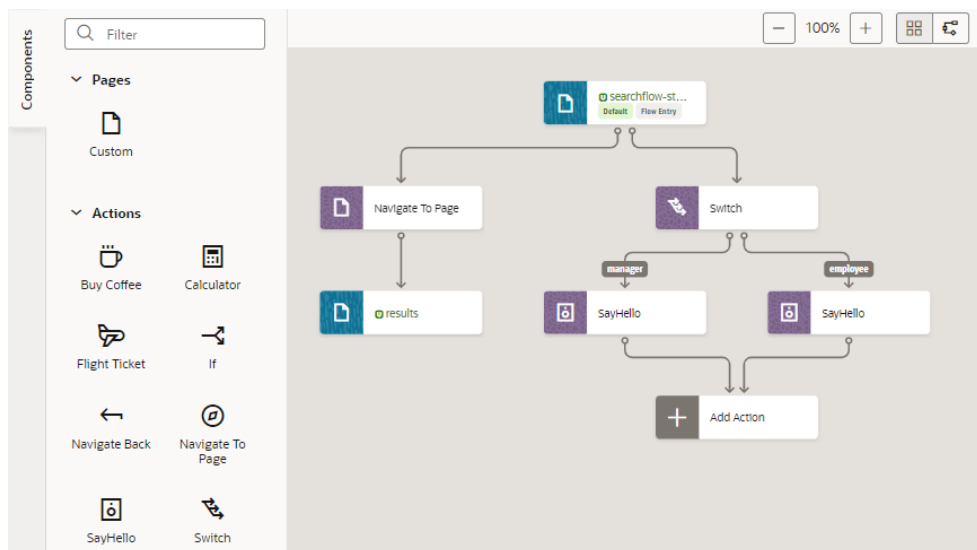 Components
Filter
Pages
Custom
Actions
Buy Coffee
Calculator
Flight Ticket
If
Navigate Back
Navigate To
Page
SayHello
Switch
100%
searchflow-st...
Default
Flow Entry
Navigate To Page
Switch
manager
employee
results
SayHello
SayHello
Add Action